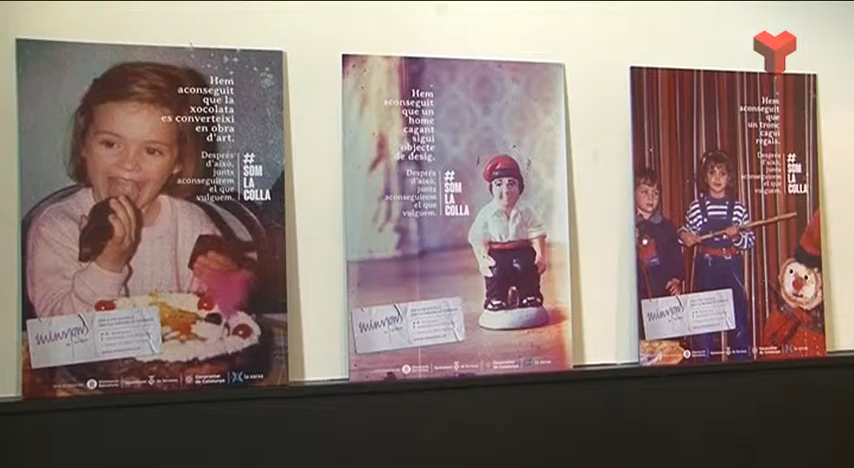 Hem
aconseguit
que la
xocolata
es converteixi
en obra
d'art.
Després
d'això,
junts
aconseguirem
el que
vulguem.
#
SOM
LA
COLLA
minyons
Hem
aconseguit
que un
home
cagant
sigui
objecte
de desig.
Després
d'això,
junts
aconseguirem
el que
vulguem.
#
SOM
LA
COLLA
minyons
Hem
aconseguit
que
un tronc
cagui
regals.
Després
d'això,
junts
aconseguirem
el que
vulguem.
#
SOM
LA
COLLA
minyons